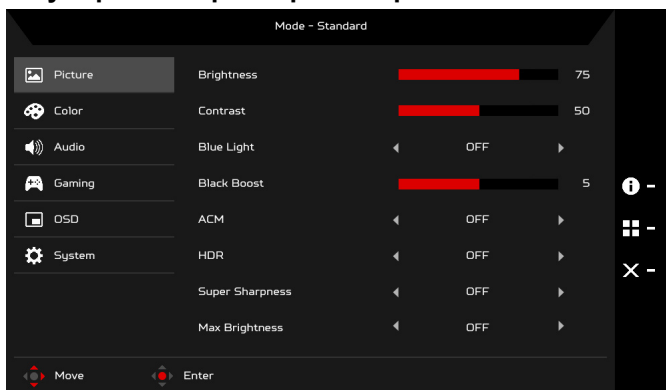 Mode - Standard
Picture
Brightness 75
Color
Contrast 50
Audio
Blue Light OFF
Gaming
Black Boost 5
OSD
ACM OFF
System
HDR OFF
Super Sharpness OFF
Max Brightness OFF
Move Enter